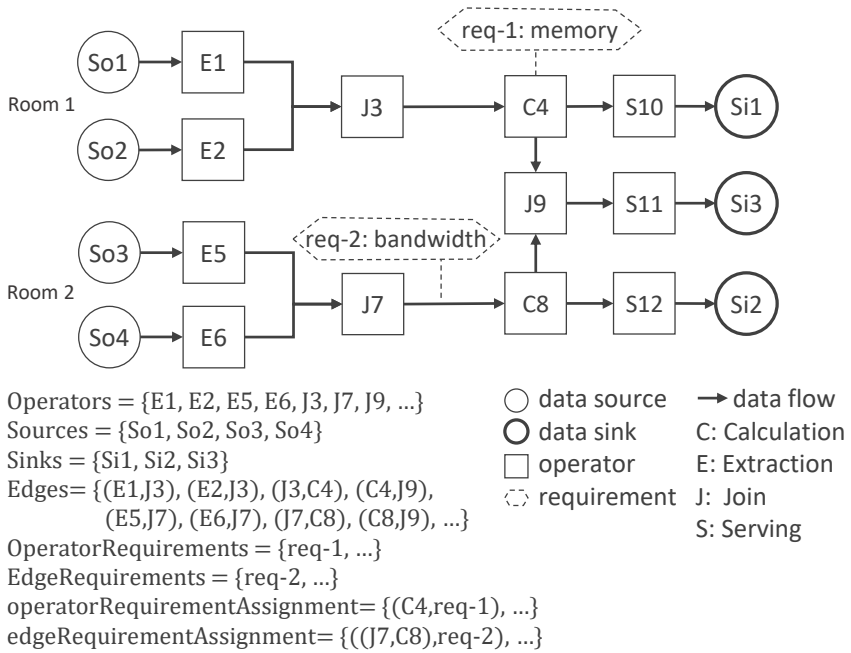 req-1: memory
So1
E1
Room 1
J3
C4
S10
Si1
So2
E2
J9
S11
Si3
So3
E5
req-2: bandwidth
Room 2
J7
C8
S12
Si2
So4
E6
Operators = {E1, E2, E5, E6, J3, J7, J9, ...}
Sources = {So1, So2, So3, So4}
Sinks = {Si1, Si2, Si3}
Edges= {(E1,J3), (E2,J3), (J3,C4), (C4,J9),
(E5,J7), (E6,J7), (J7,C8), (C8,J9), ...}
OperatorRequirements = {req-1, ...}
EdgeRequirements = {req-2, ...}
operatorRequirementAssignment= {(C4,req-1), ...}
edgeRequirementAssignment= {((J7,C8),req-2), ...}
data source
data sink
operator
requirement
data flow
C: Calculation
E: Extraction
J: Join
S: Serving